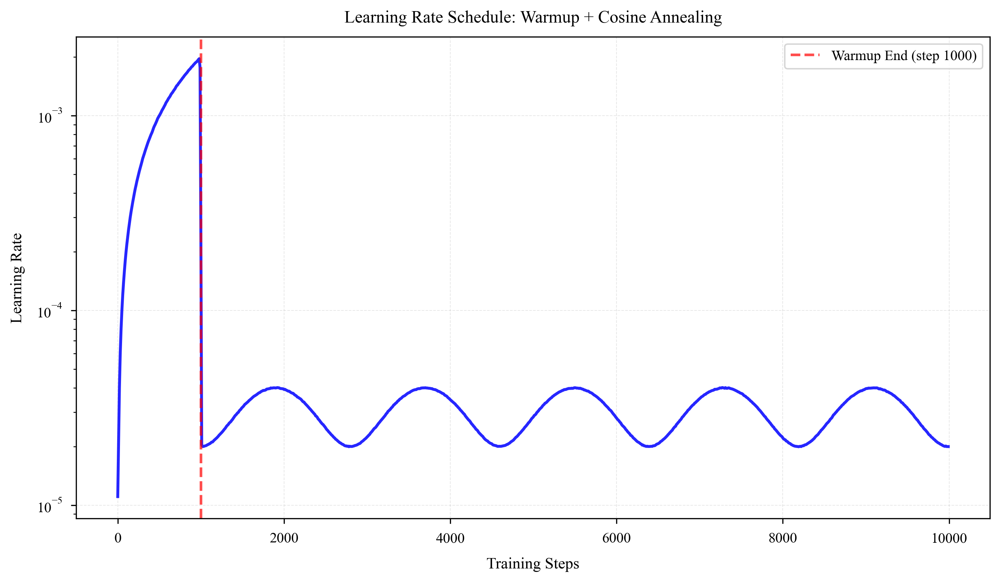 Learning Rate Schedule: Warmup + Cosine Annealing
Warmup End (step 1000)
Learning Rate
10⁻³
10⁻⁴
10⁻⁵
0 2000 4000 6000 8000 10000
Training Steps